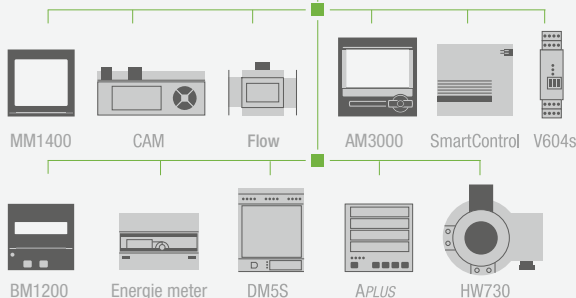 MM1400 CAM Flow AM3000 SmartControl V604s
BM1200 Energie meter DM5S APLUS HW730